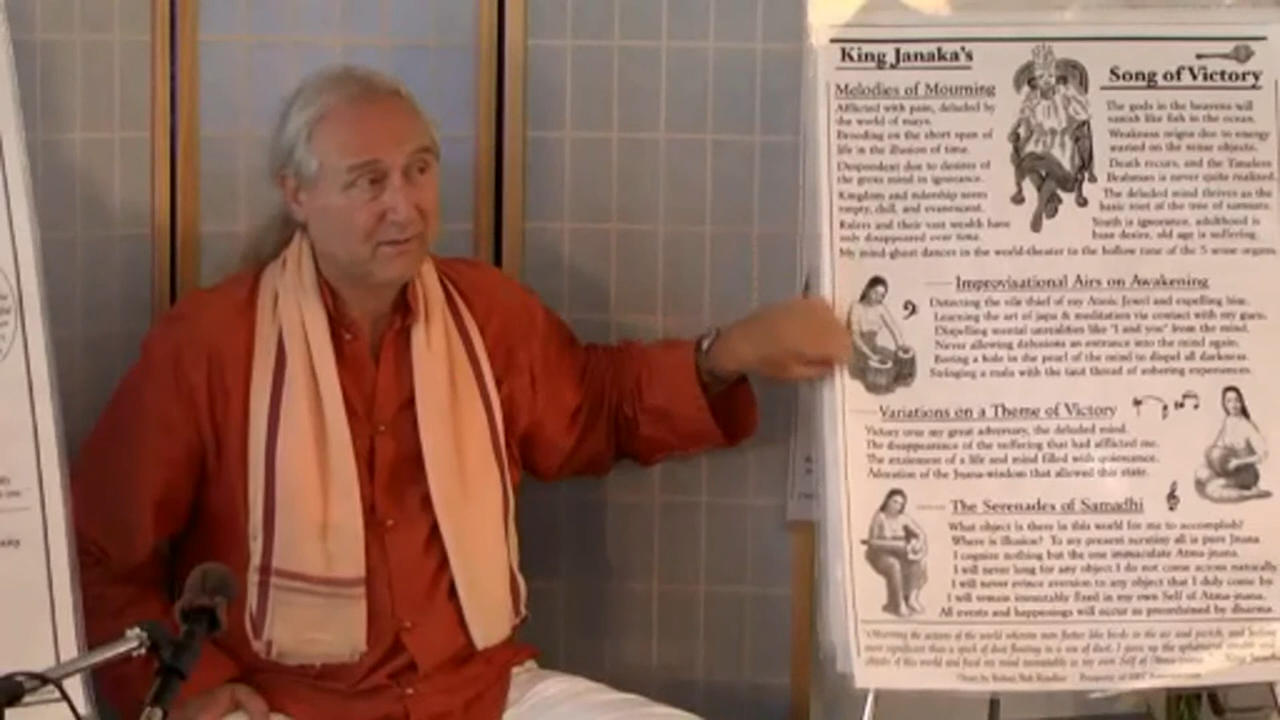 King Janaka's
Song of Victory
Melodies of Mourning
Afflicted with pain, deluded by
the world of maya.
Brooding on the short span of
life in the illusion of time.
Despondent due to desires of
the gross mind in ignorance.
Kingdom and rulership seem
empty, dull, and evanescent.
Rulers and their vast wealth have
only disappeared over time.
The gods in the heavens will
vanish like fish in the ocean.
Weakness reigns due to energy
wasted on the sense objects.
Death recurs, and the Timeless
Brahman is never quite realized.
The deluded mind thrives as the
basic root of the tree of samsara.
Youth is ignorance, adulthood is
base desire, old age is suffering.
My mind-ghost dances in the world-theater to the hollow tune of the 5 sense organs.
Improvisational Airs on Awakening
Detecting the vile thief of my Atmic Jewel and expelling him.
Learning the art of japa & meditation via contact with my guru.
Dispelling mental unrealities like "I and you" from the mind.
Never allowing delusions an entrance into the mind again.
Boring a hole in the pearl of the mind to dispel all darkness.
Stringing a mala with the taut thread of sobering experiences.
Variations on a Theme of Victory
Victory over my great adversary, the deluded mind.
The disappearance of the suffering that had afflicted me.
The attainment of a life and mind filled with quiescence.
Adoration of the Jnana-wisdom that allowed this state.
The Serenades of Samadhi
What object is there in this world for me to accomplish?
Where is illusion? To my present scrutiny all is pure Jnana
I cognize nothing but the one immaculate Atma-jnana.
I will never long for any object I do not come across naturally
I will never evince aversion to any object that I duly come by
I will remain immutably fixed in my own Self of Atma-jnana.
All events and happenings will occur as preordained by dharma.